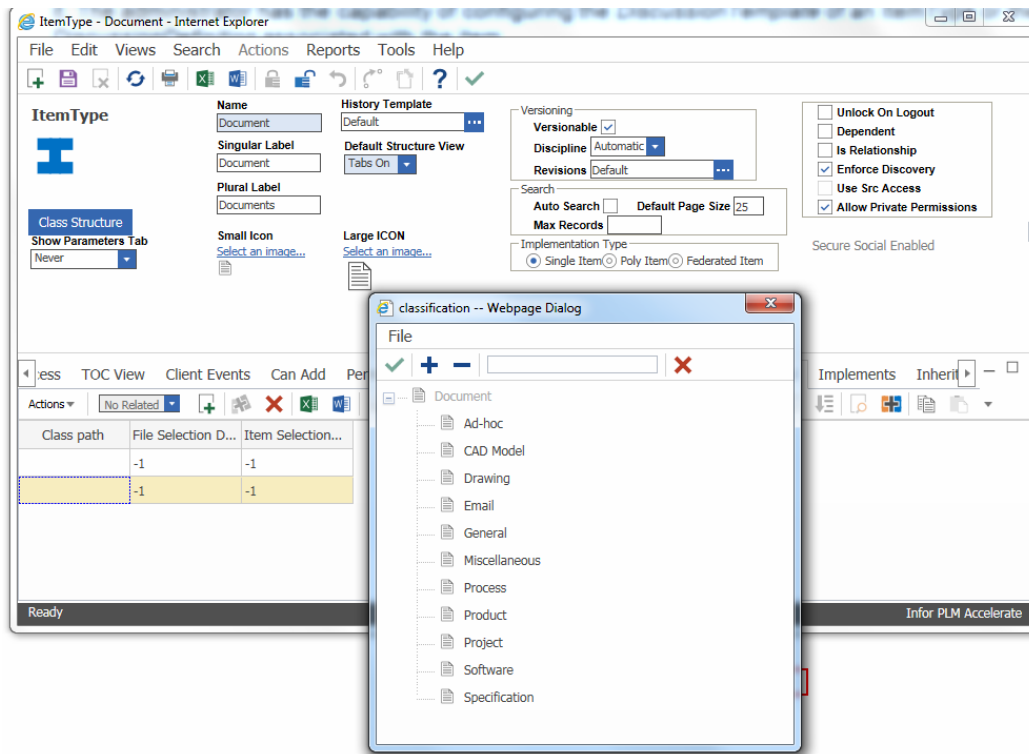 ItemType - Document - Internet Explorer
File Edit Views Search Actions Reports Tools Help
ItemType
Name
Document
Singular Label
Document
Plural Label
Documents
History Template
Default
Default Structure View
Tabs On
Versioning
Versionable
Discipline Automatic
Revisions Default
Search
Auto Search Default Page Size 25
Max Records
Implementation Type
Single Item Poly Item Federated Item
Unlock On Logout
Dependent
Is Relationship
Enforce Discovery
Use Src Access
Allow Private Permissions
Secure Social Enabled
Class Structure
Show Parameters Tab
Never
Small Icon
Select an image...
Large ICON
Select an image...
TOC View Client Events Can Add Implements
Actions No Related
Class path File Selection D... Item Selection...
-1 -1
-1 -1
Ready
Infor PLM Accelerate
classification -- Webpage Dialog
File
Document
Ad-hoc
CAD Model
Drawing
Email
General
Miscellaneous
Process
Product
Project
Software
Specification